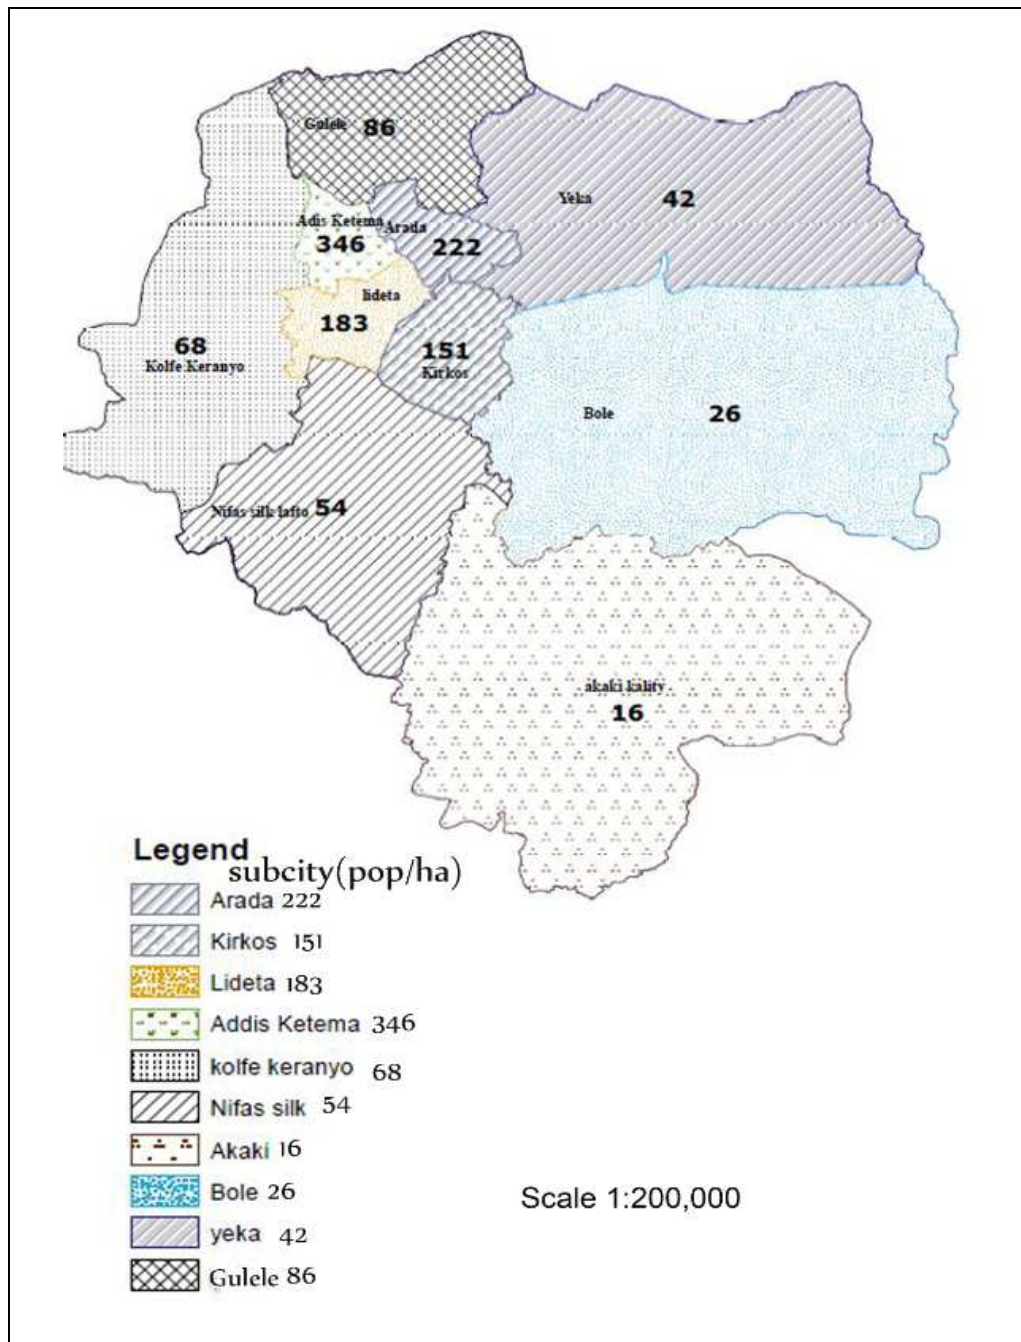 Gulele 86
Yeka 42
Adis Ketema
346
Arada
222
lideta
183
68
Kolfe Keranyo
151
Kirkos
Bole 26
Nifas silk lafto 54
akaki kality
16
Legend
subcity(pop/ha)
Arada 222
Kirkos 151
Lideta 183
Addis Ketema 346
kolfe keranyo 68
Nifas silk 54
Akaki 16
Bole 26
yeka 42
Gulele 86
Scale 1:200,000